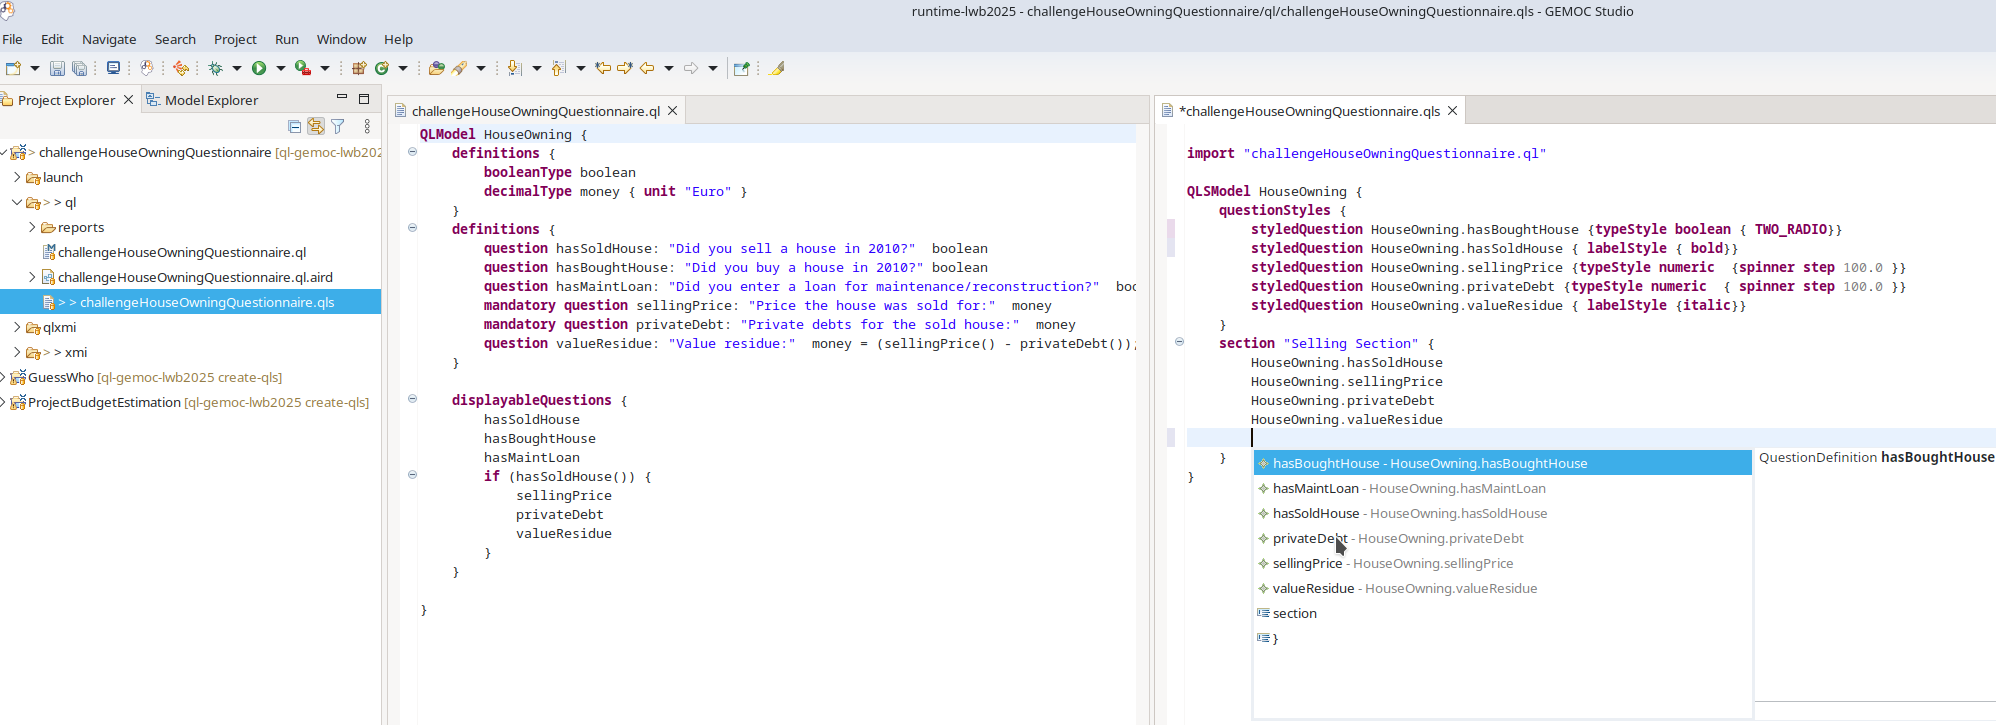 runtime-lwb2025 - challengeHouseOwningQuestionnaire/ql/challengeHouseOwningQuestionnaire.qls - GEMOC Studio
File Edit Navigate Search Project Run Window Help
Project Explorer Model Explorer
> challengeHouseOwningQuestionnaire [ql-gemoc-lwb202
launch
> > ql
reports
challengeHouseOwningQuestionnaire.ql
challengeHouseOwningQuestionnaire.ql.aird
> > challengeHouseOwningQuestionnaire.qls
qlxmi
> > xmi
GuessWho [ql-gemoc-lwb2025 create-qls]
ProjectBudgetEstimation [ql-gemoc-lwb2025 create-qls]
challengeHouseOwningQuestionnaire.ql
QLModel HouseOwning {
definitions {
booleanType boolean
decimalType money { unit "Euro" }
}
definitions {
question hasSoldHouse: "Did you sell a house in 2010?"  boolean
question hasBoughtHouse: "Did you buy a house in 2010?" boolean
question hasMaintLoan: "Did you enter a loan for maintenance/reconstruction?"  boo
mandatory question sellingPrice: "Price the house was sold for:"  money
mandatory question privateDebt: "Private debts for the sold house:"  money
question valueResidue: "Value residue:"  money = (sellingPrice() - privateDebt());
}
displayableQuestions {
hasSoldHouse
hasBoughtHouse
hasMaintLoan
if (hasSoldHouse()) {
sellingPrice
privateDebt
valueResidue
}
}
}
*challengeHouseOwningQuestionnaire.qls
import "challengeHouseOwningQuestionnaire.ql"
QLSModel HouseOwning {
questionStyles {
styledQuestion HouseOwning.hasBoughtHouse {typeStyle boolean { TWO_RADIO}}
styledQuestion HouseOwning.hasSoldHouse { labelStyle { bold}}
styledQuestion HouseOwning.sellingPrice {typeStyle numeric  {spinner step 100.0 }}
styledQuestion HouseOwning.privateDebt {typeStyle numeric  { spinner step 100.0 }}
styledQuestion HouseOwning.valueResidue { labelStyle {italic}}
}
section "Selling Section" {
HouseOwning.hasSoldHouse
HouseOwning.sellingPrice
HouseOwning.privateDebt
HouseOwning.valueResidue
}
}
hasBoughtHouse - HouseOwning.hasBoughtHouse
hasMaintLoan - HouseOwning.hasMaintLoan
hasSoldHouse - HouseOwning.hasSoldHouse
privateDebt - HouseOwning.privateDebt
sellingPrice - HouseOwning.sellingPrice
valueResidue - HouseOwning.valueResidue
section
}
QuestionDefinition hasBoughtHouse